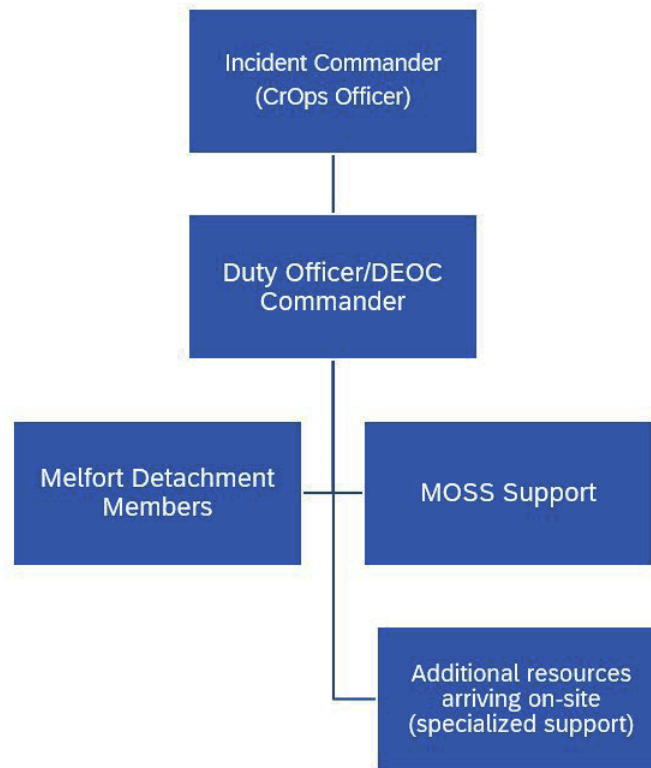 Incident Commander
(CrOps Officer)
Duty Officer/DEOC
Commander
Melfort Detachment
Members
MOSS Support
Additional resources
arriving on-site
(specialized support)